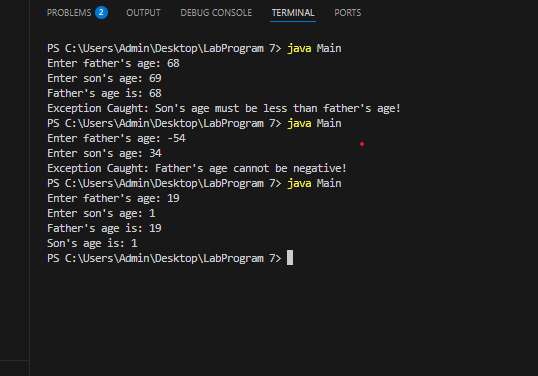 PROBLEMS 2 OUTPUT DEBUG CONSOLE TERMINAL PORTS
PS C:\Users\Admin\Desktop\LabProgram 7> java Main
Enter father's age: 68
Enter son's age: 69
Father's age is: 68
Exception Caught: Son's age must be less than father's age!
PS C:\Users\Admin\Desktop\LabProgram 7> java Main
Enter father's age: -54
Enter son's age: 34
Exception Caught: Father's age cannot be negative!
PS C:\Users\Admin\Desktop\LabProgram 7> java Main
Enter father's age: 19
Enter son's age: 1
Father's age is: 19
Son's age is: 1
PS C:\Users\Admin\Desktop\LabProgram 7>